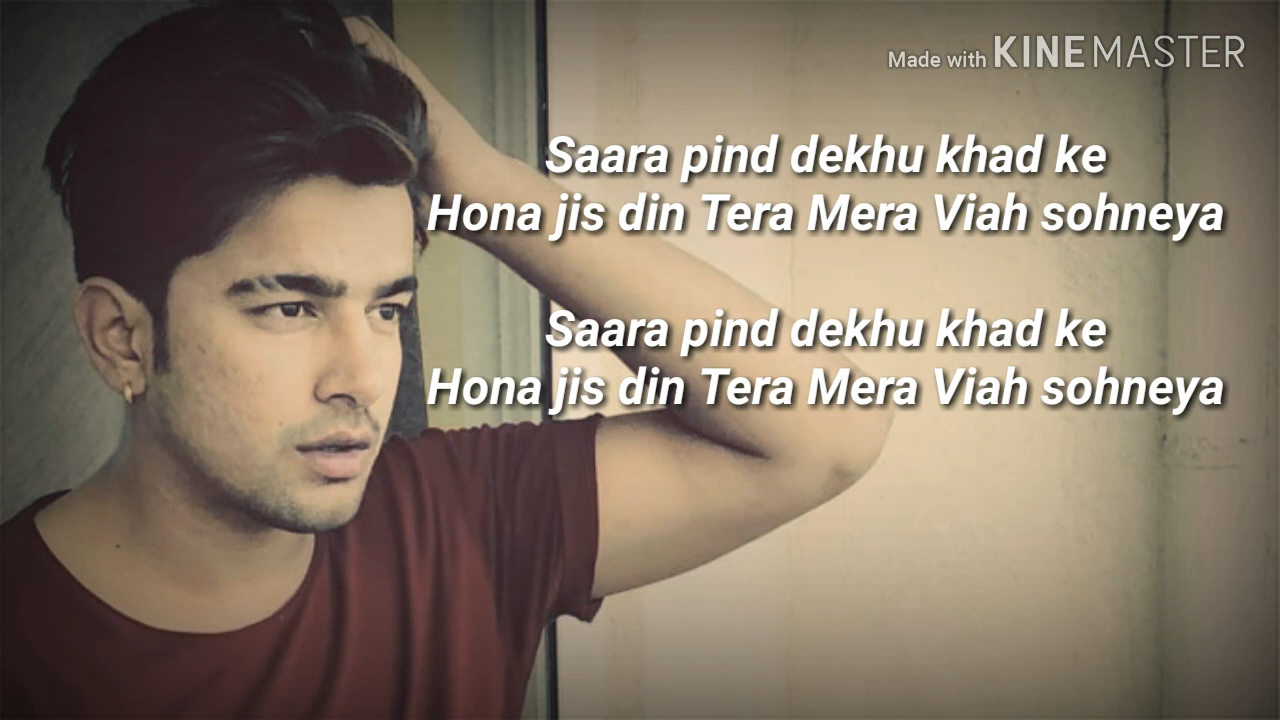 Made with KINEMASTER
Saara pind dekhu khad ke
Hona jis din Tera Mera Viah sohneya
Saara pind dekhu khad ke
Hona jis din Tera Mera Viah sohneya